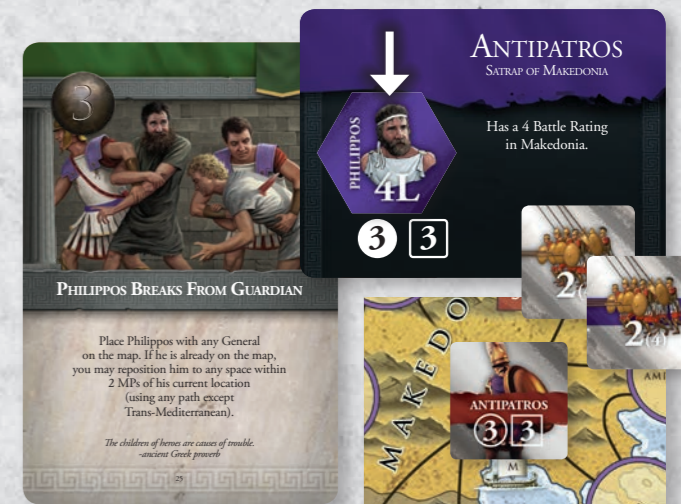 3
PHILIPPOS BREAKS FROM GUARDIAN
Place Philippos with any General
on the map. If he is already on the map,
you may reposition him to any space within
2 MPs of his current location
(using any path except
Trans-Mediterranean).
The children of heroes are causes of trouble.
-ancient Greek proverb
25
ANTIPATROS
SATRAP OF MAKEDONIA
PHILIPPOS
4L
Has a 4 Battle Rating
in Makedonia.
3 3
2(
2(4)
MAKEDO
AMI
ANTIPATROS
3 3
M